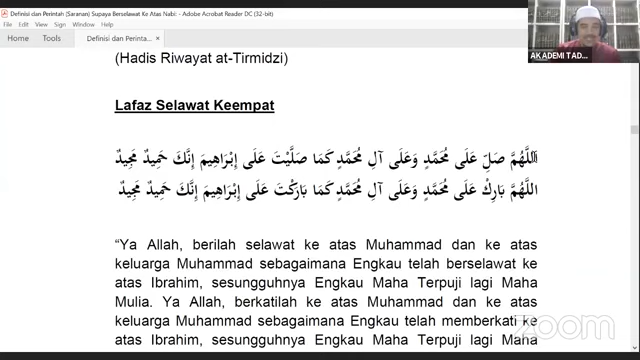 Definisi dan Perintah (Saranan) Supaya Berselawat Ke Atas Nabi: - Adobe Acrobat Reader DC (32-bit)
File Edit View Sign Window Help
Home Tools Definisi dan Perinta... ×
AKADEMI TAD...
(Hadis Riwayat at-Tirmidzi)
Lafaz Selawat Keempat
اللَّهُمَّ صَلِّ عَلَى مُحَمَّدٍ وَعَلَى آلِ مُحَمَّدٍ كَمَا صَلَّيْتَ عَلَى إِبْرَاهِيمَ إِنَّكَ حَمِيدٌ مَجِيدٌ
اللَّهُمَّ بَارِكْ عَلَى مُحَمَّدٍ وَعَلَى آلِ مُحَمَّدٍ كَمَا بَارَكْتَ عَلَى إِبْرَاهِيمَ إِنَّكَ حَمِيدٌ مَجِيدٌ
“Ya Allah, berilah selawat ke atas Muhammad dan ke atas
keluarga Muhammad sebagaimana Engkau telah berselawat ke
atas Ibrahim, sesungguhnya Engkau Maha Terpuji lagi Maha
Mulia. Ya Allah, berkatilah ke atas Muhammad dan ke atas
keluarga Muhammad sebagaimana Engkau telah memberkati ke
atas Ibrahim, sesungguhnya Engkau Maha Terpuji lagi Maha
zoom